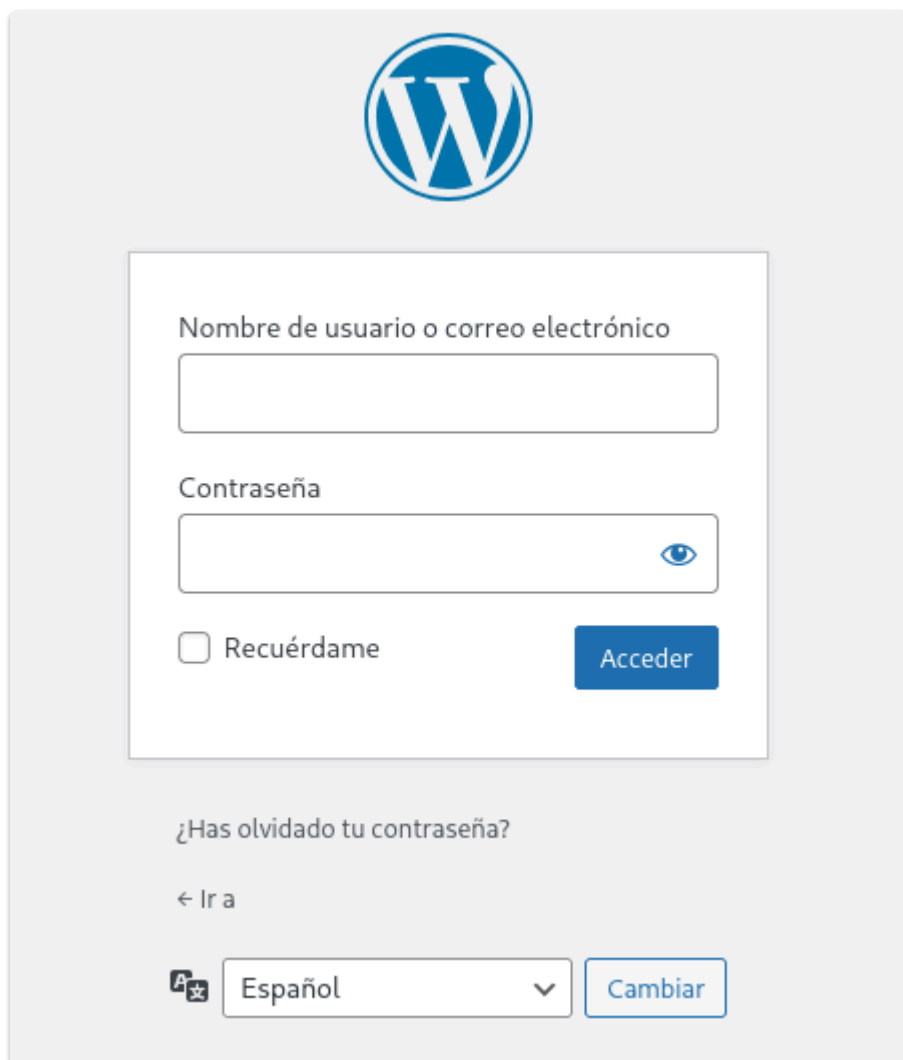 Nombre de usuario o correo electrónico
Contraseña
Recuérdame
Acceder
¿Has olvidado tu contraseña?
← Ir a
Español
Cambiar